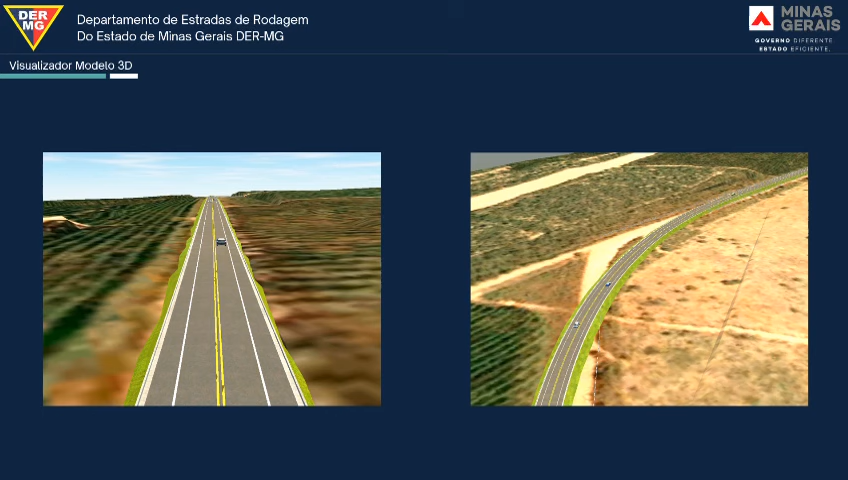 DER
MG
Departamento de Estradas de Rodagem
Do Estado de Minas Gerais DER-MG
MINAS
GERAIS
GOVERNO DIFERENTE
ESTADO EFICIENTE.
Visualizador Modelo 3D